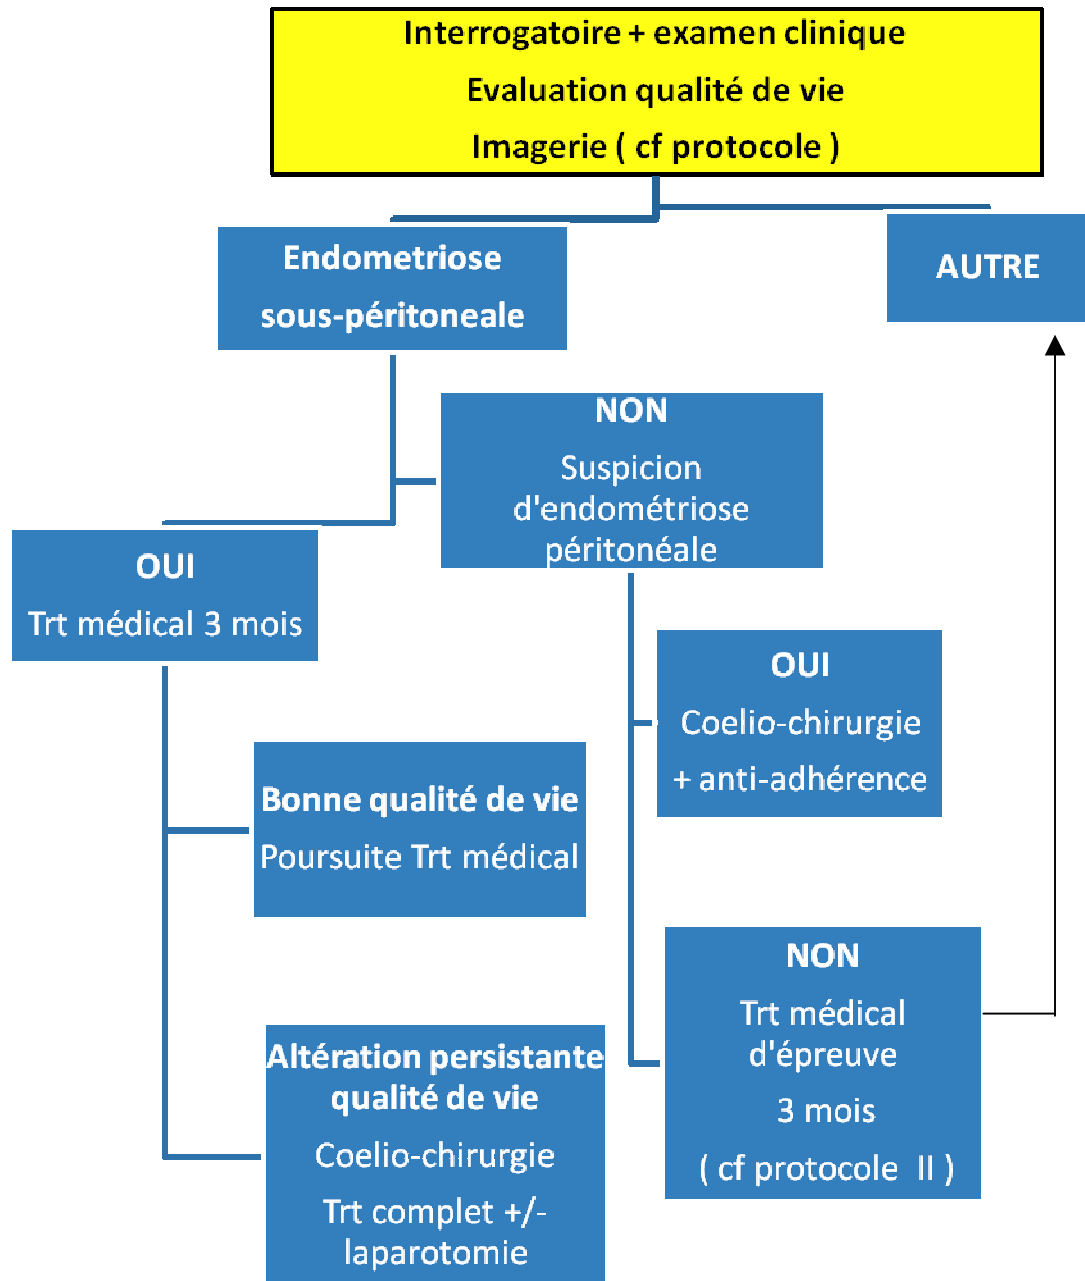 Interrogatoire + examen clinique
Evaluation qualité de vie
Imagerie ( cf protocole )
Endometriose
sous-péritoneale
AUTRE
NON
Suspicion
d'endométriose
péritonéale
OUI
Trt médical 3 mois
OUI
Coelio-chirurgie
+ anti-adhérence
Bonne qualité de vie
Poursuite Trt médical
NON
Trt médical
d'épreuve
3 mois
( cf protocole II )
Altération persistante
qualité de vie
Coelio-chirurgie
Trt complet +/-
laparotomie